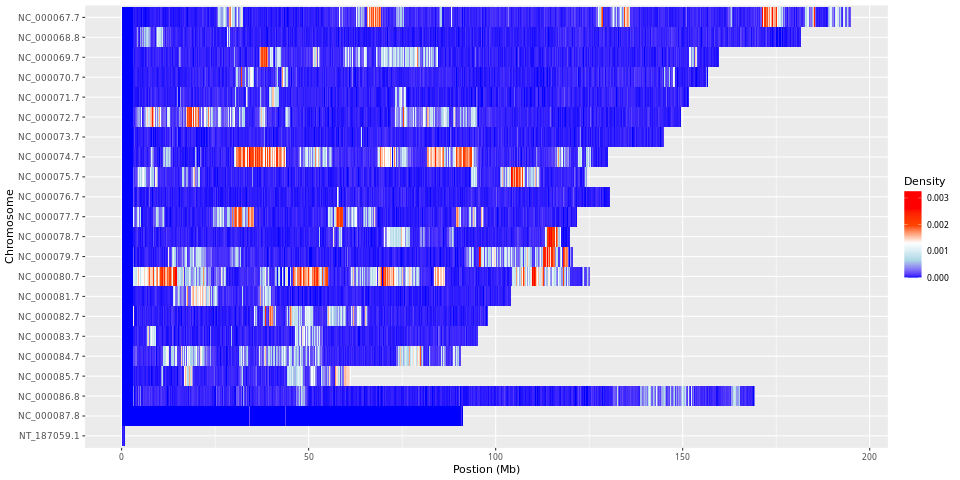 NC_000067.7
NC_000068.8
NC_000069.7
NC_000070.7
NC_000071.7
NC_000072.7
NC_000073.7
NC_000074.7
NC_000075.7
NC_000076.7
NC_000077.7
NC_000078.7
NC_000079.7
NC_000080.7
NC_000081.7
NC_000082.7
NC_000083.7
NC_000084.7
NC_000085.7
NC_000086.8
NC_000087.8
NT_187059.1
Chromosome
0 50 100 150 200
Postion (Mb)
Density
0.003
0.002
0.001
0.000